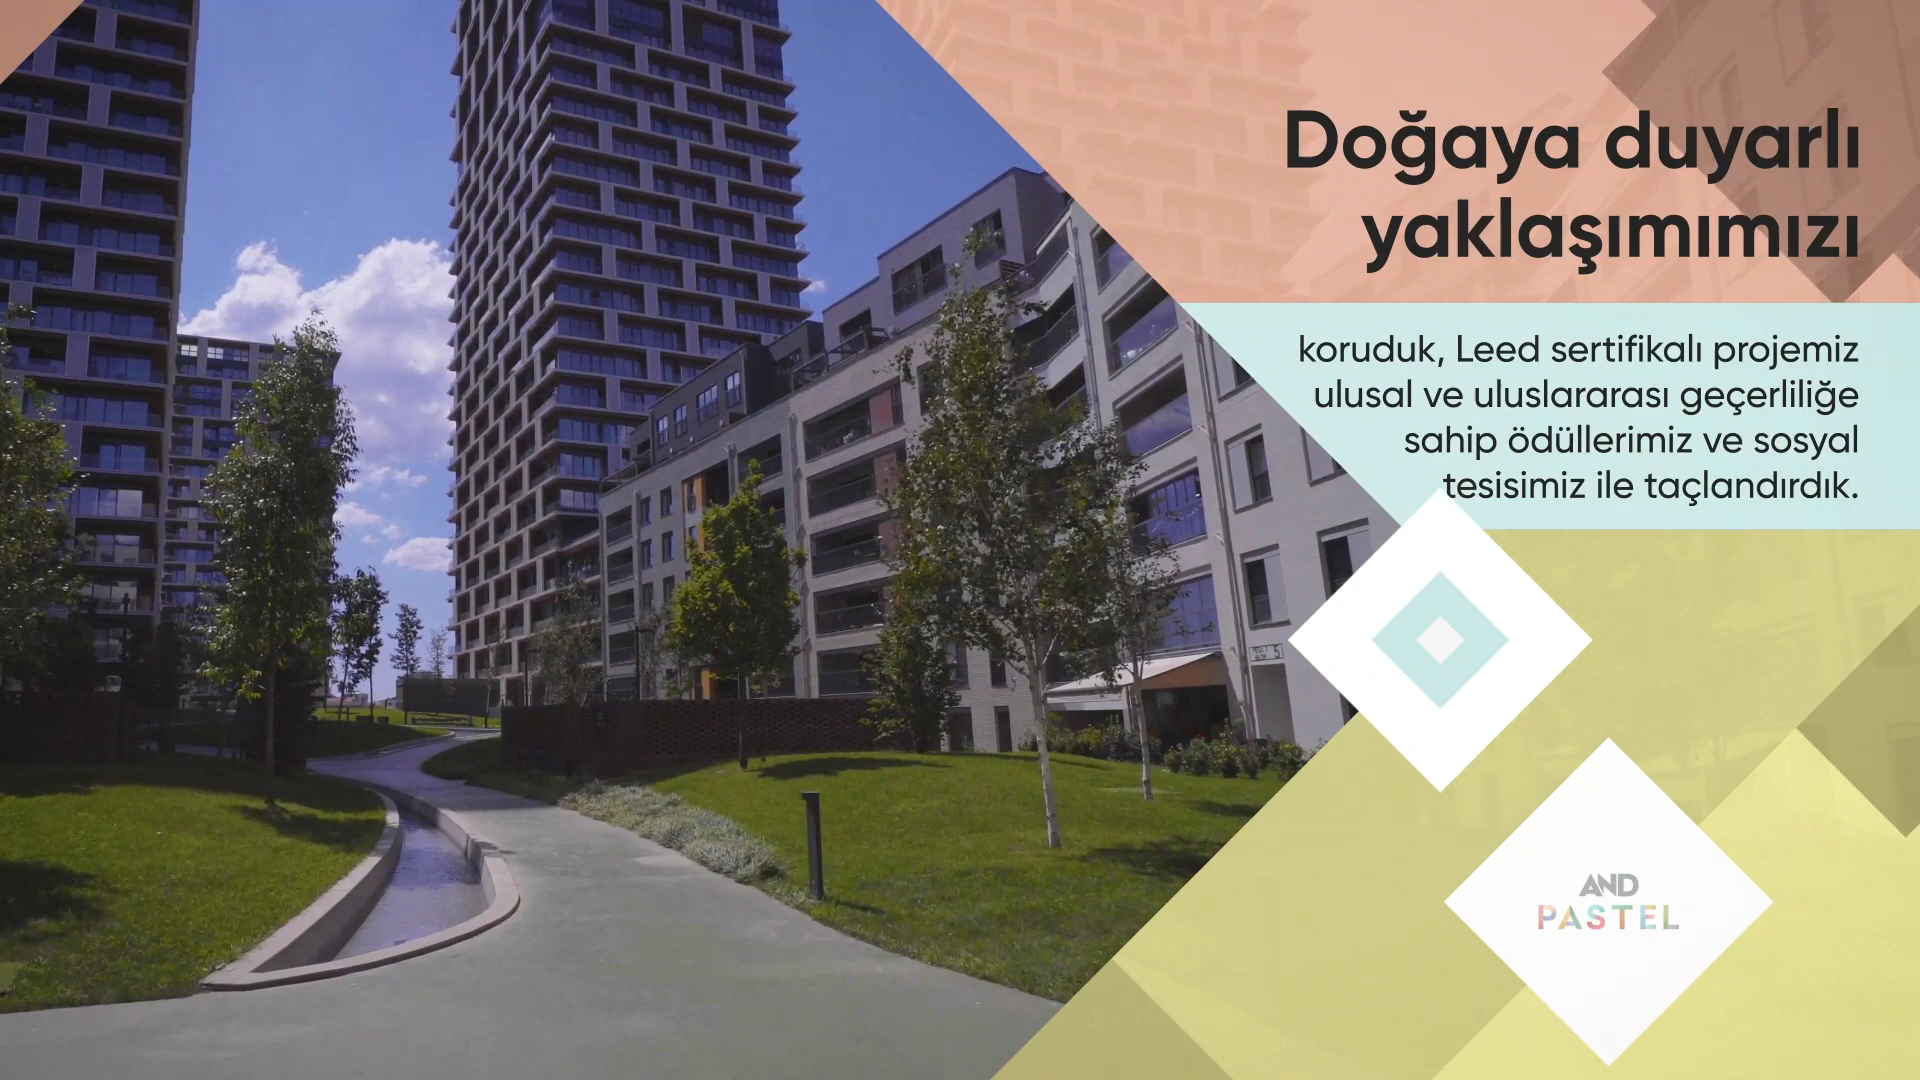 Doğaya duyarlı
yaklaşımımızı
koruduk, Leed sertifikalı projemiz
ulusal ve uluslararası geçerliliğe
sahip ödüllerimiz ve sosyal
tesisimiz ile taçlandırdık.
AND
PASTEL